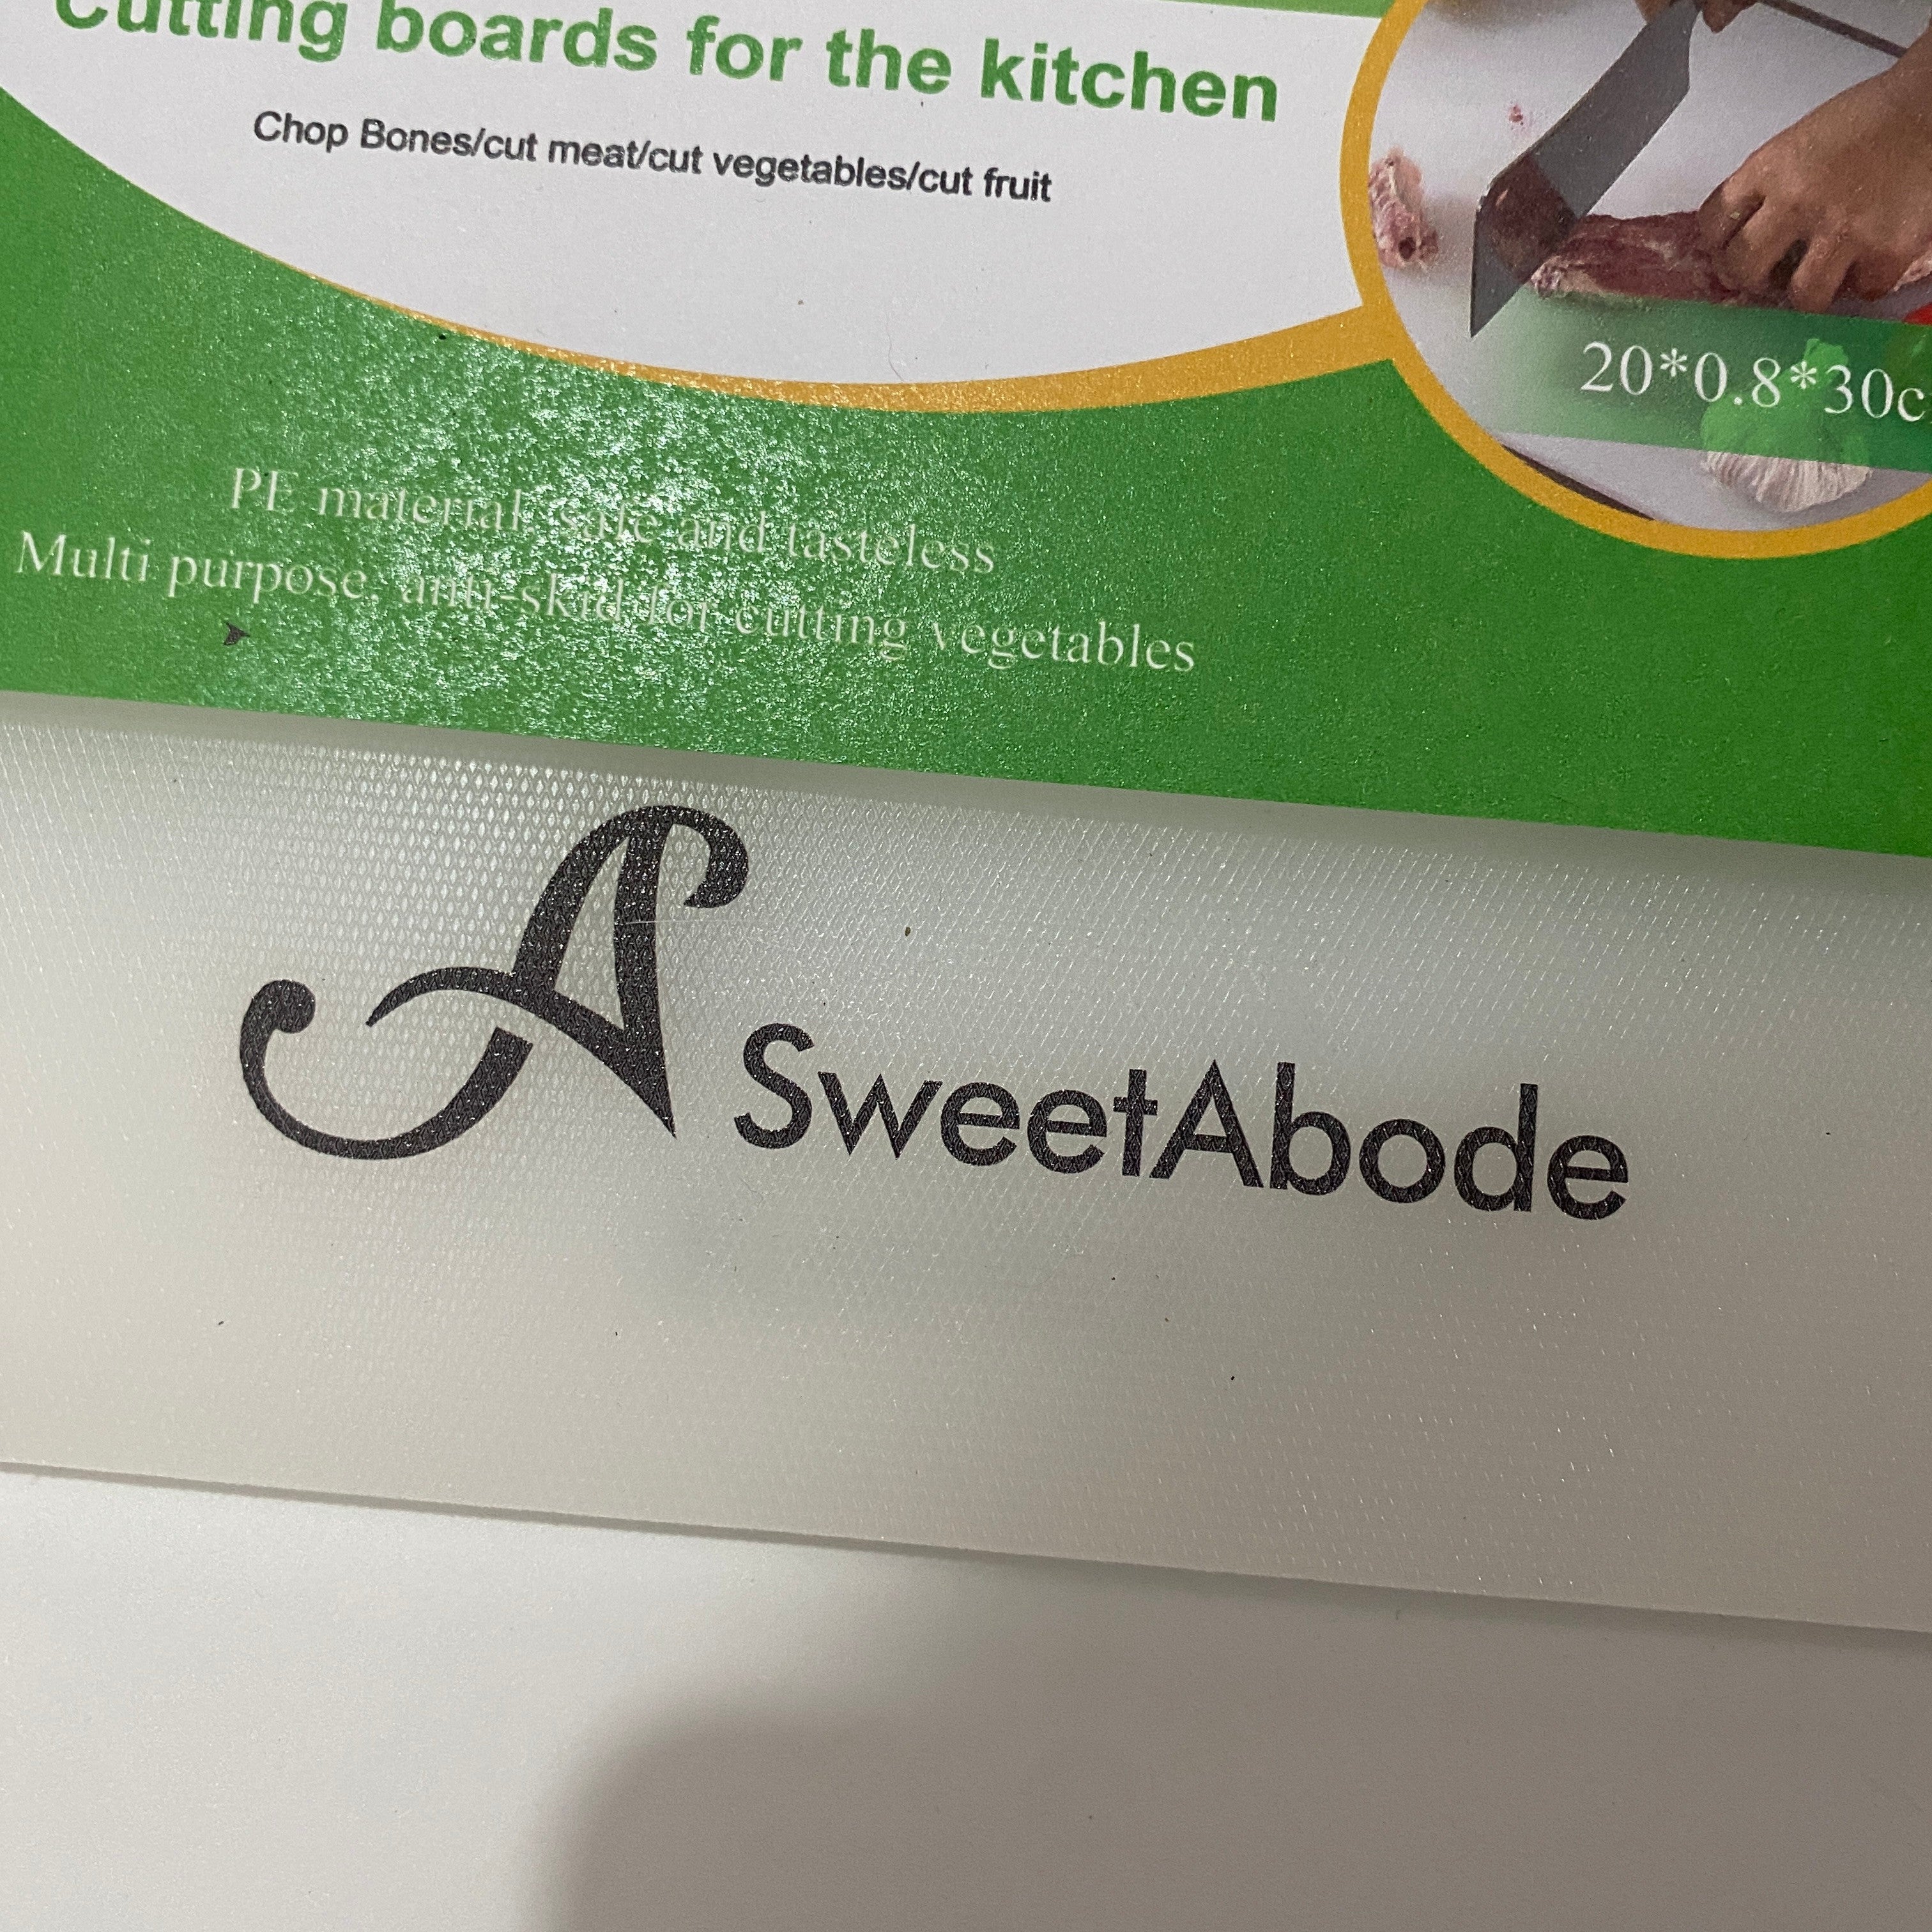 Cutting boards for the kitchen
Chop Bones/cut meat/cut vegetables/cut fruit
20*0.8*30c
PE material, safe and tasteless
Multi purpose, anti-skid for cutting vegetables
A
SweetAbode